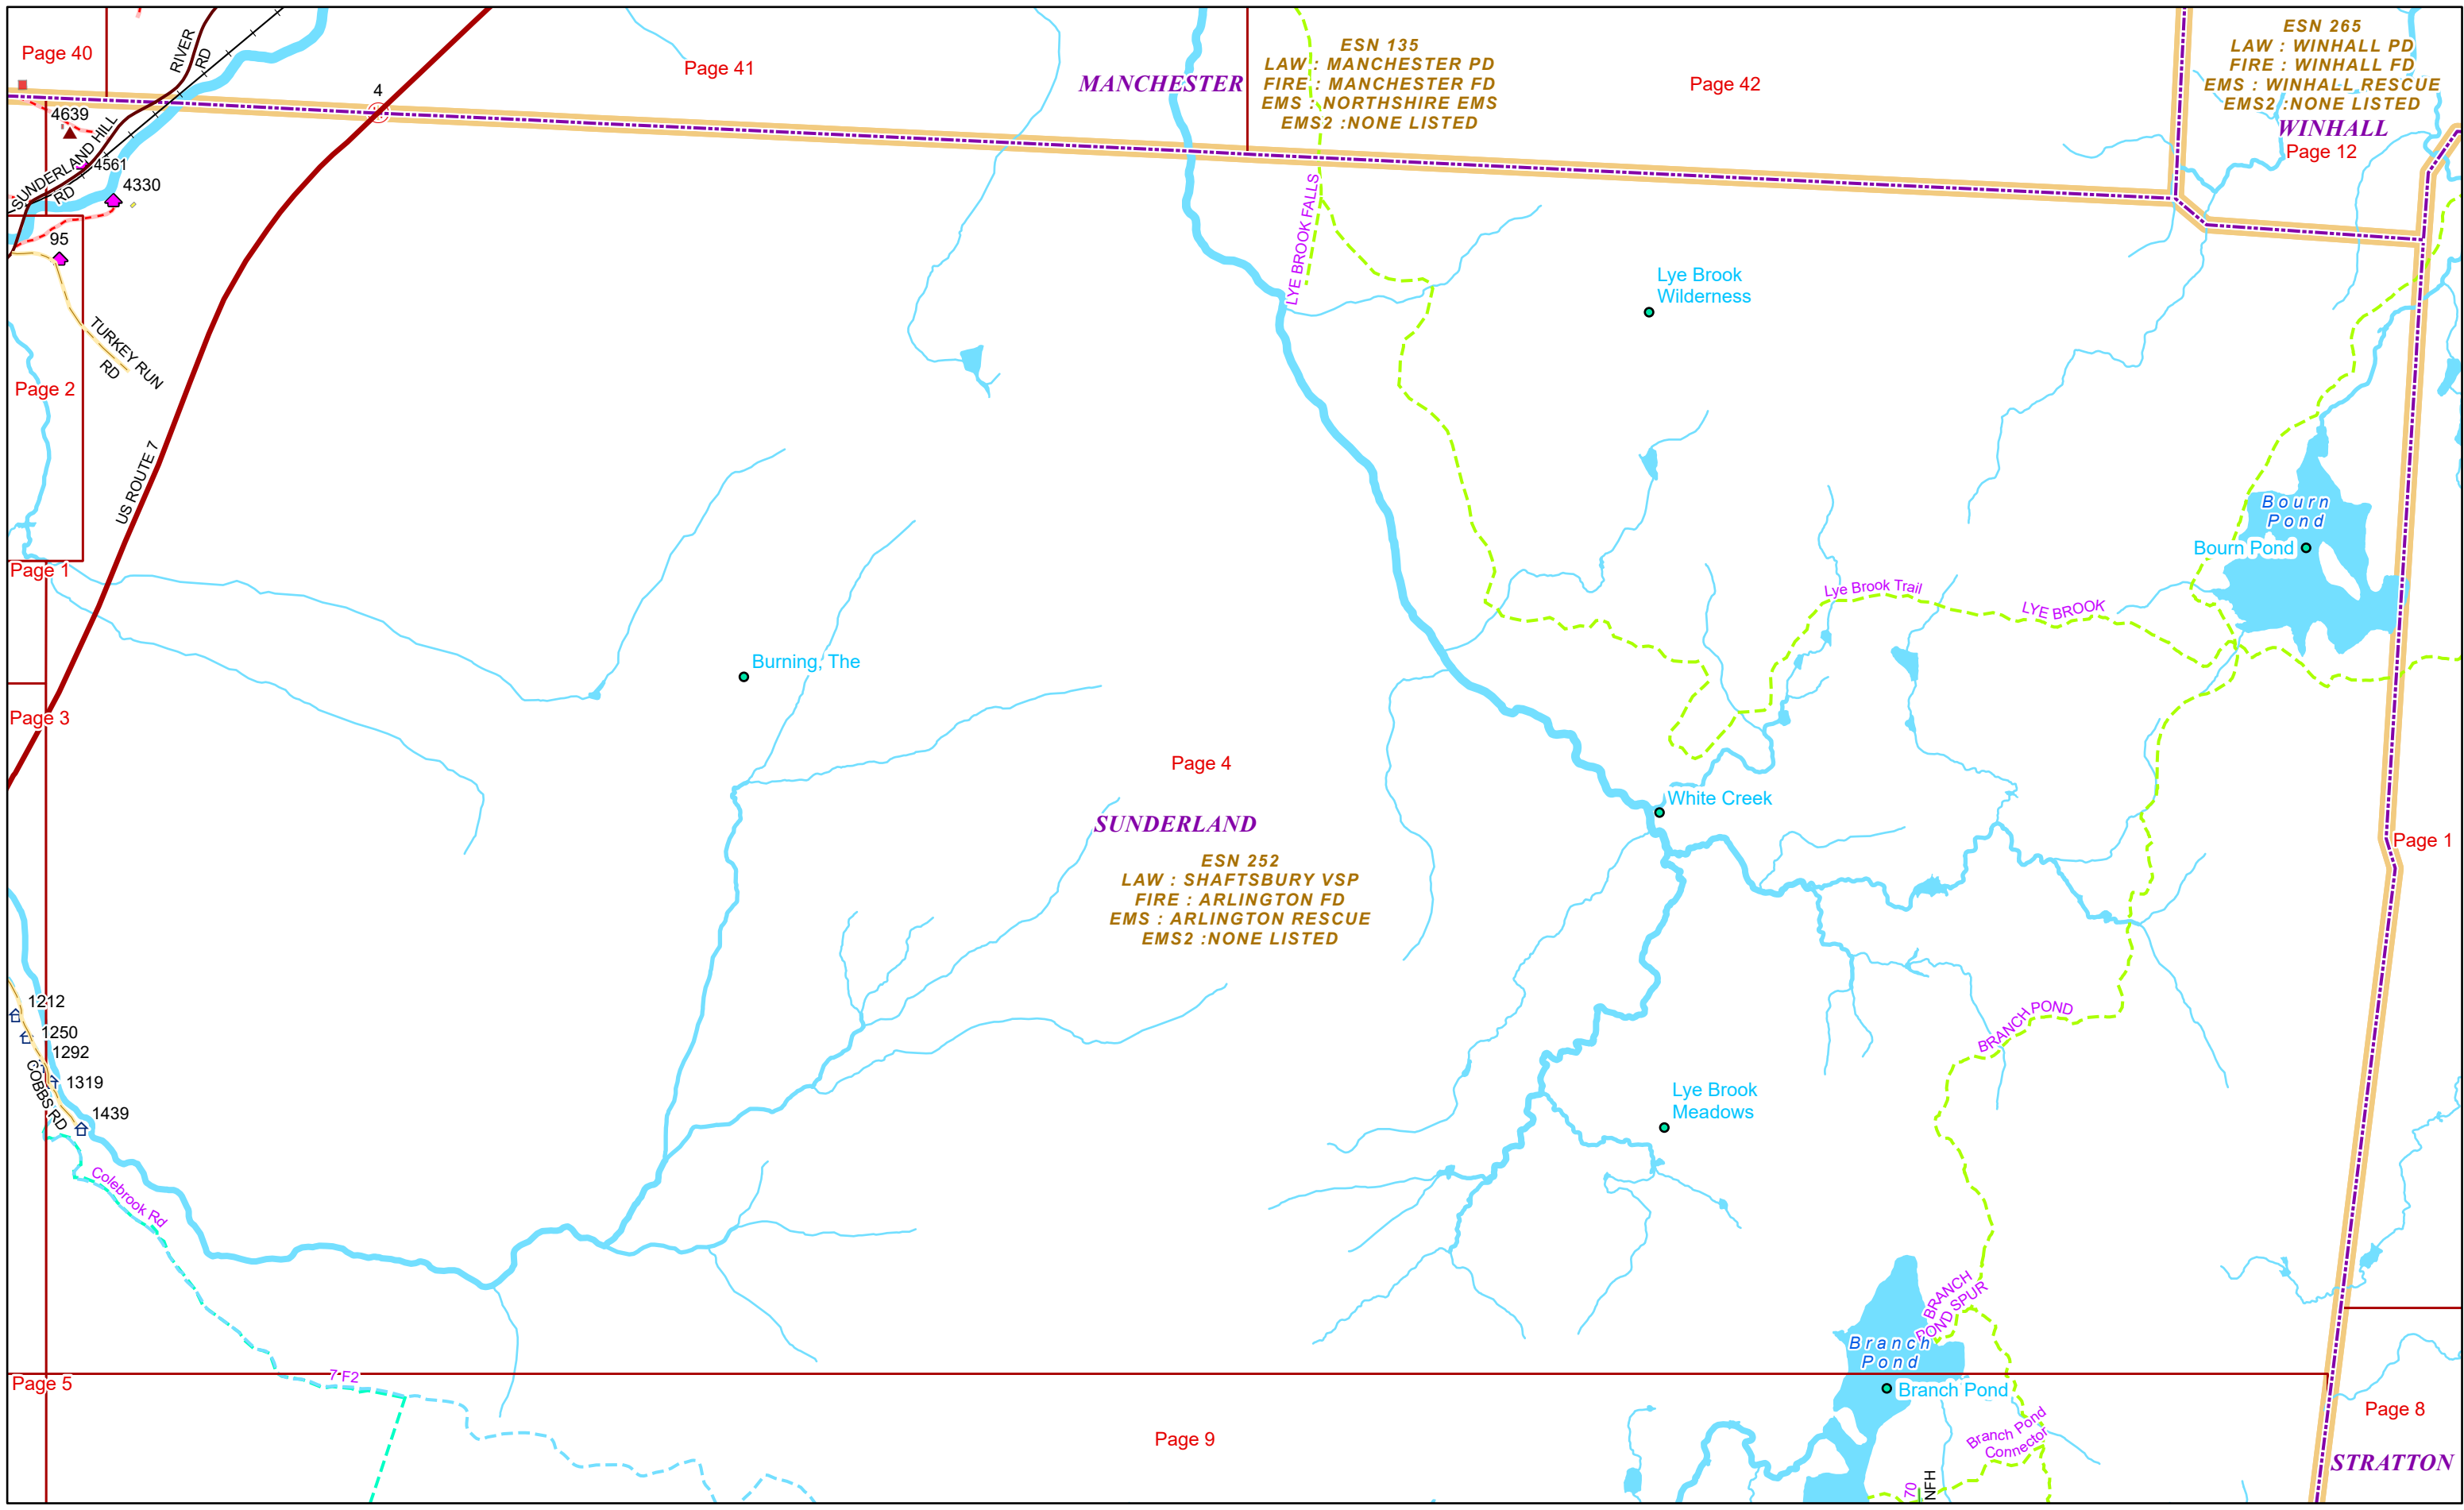 Page 40
RIVER
RD
4
Page 41
MANCHESTER
ESN 135
LAW : MANCHESTER PD
FIRE : MANCHESTER FD
EMS : NORTHSHIRE EMS
EMS2 :NONE LISTED
Page 42
ESN 265
LAW : WINHALL PD
FIRE : WINHALL FD
EMS : WINHALL RESCUE
EMS2 :NONE LISTED
WINHALL
Page 12
4639
SUNDERLAND HILL
RD
4561
4330
95
TURKEY RUN
RD
Page 2
US ROUTE 7
LYE BROOK FALLS
Lye Brook
Wilderness
Bourn
Pond
Bourn Pond
Page 1
Lye Brook Trail
LYE BROOK
Burning, The
Page 3
Page 4
White Creek
SUNDERLAND
Page 1
ESN 252
LAW : SHAFTSBURY VSP
FIRE : ARLINGTON FD
EMS : ARLINGTON RESCUE
EMS2 :NONE LISTED
1212
1250
1292
1319
COBBS RD
1439
BRANCH POND
Lye Brook
Meadows
Colebrook Rd
BRANCH
POND SPUR
Branch
Pond
7 F2
Page 5
Branch Pond
Page 8
Page 9
Branch Pond
Connector
STRATTON
70
NFH